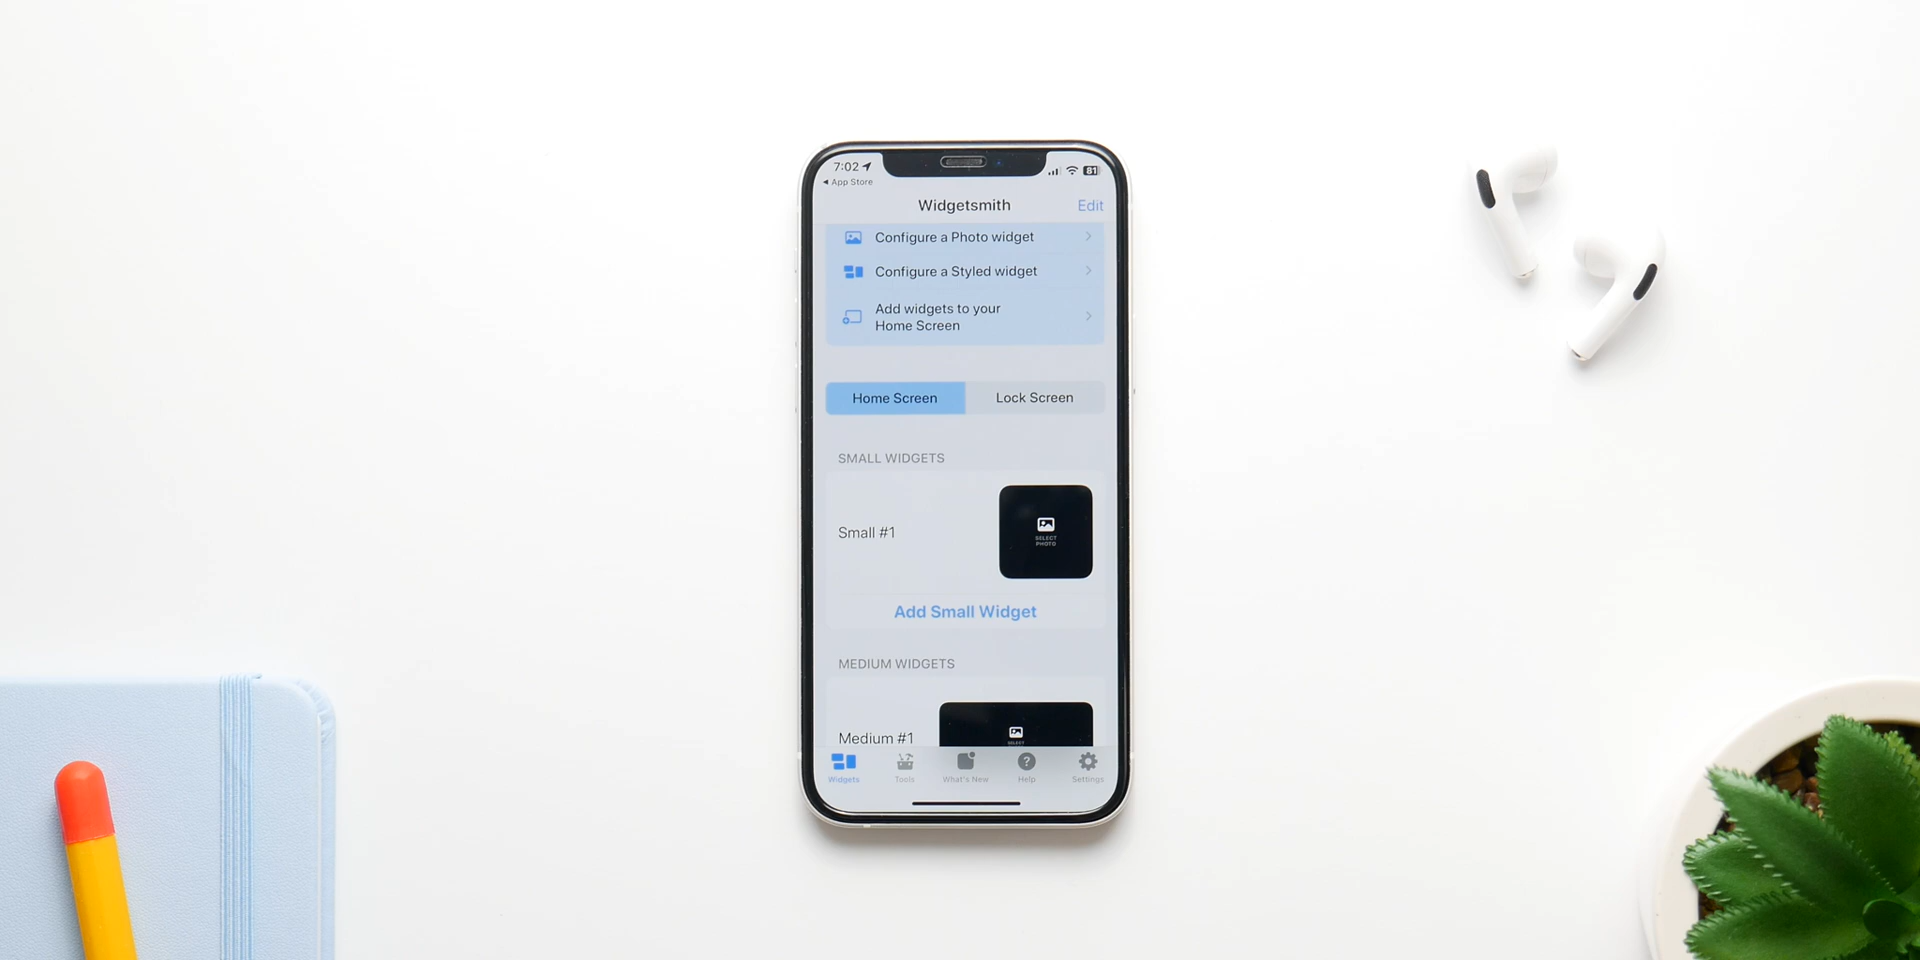 7:02
81
◀ App Store
Widgetsmith
Edit
Configure a Photo widget
Configure a Styled widget
Add widgets to your
Home Screen
Home Screen
Lock Screen
SMALL WIDGETS
Small #1
SELECT
PHOTO
Add Small Widget
MEDIUM WIDGETS
Medium #1
SELECT
Widgets
Tools
What's New
Help
Settings